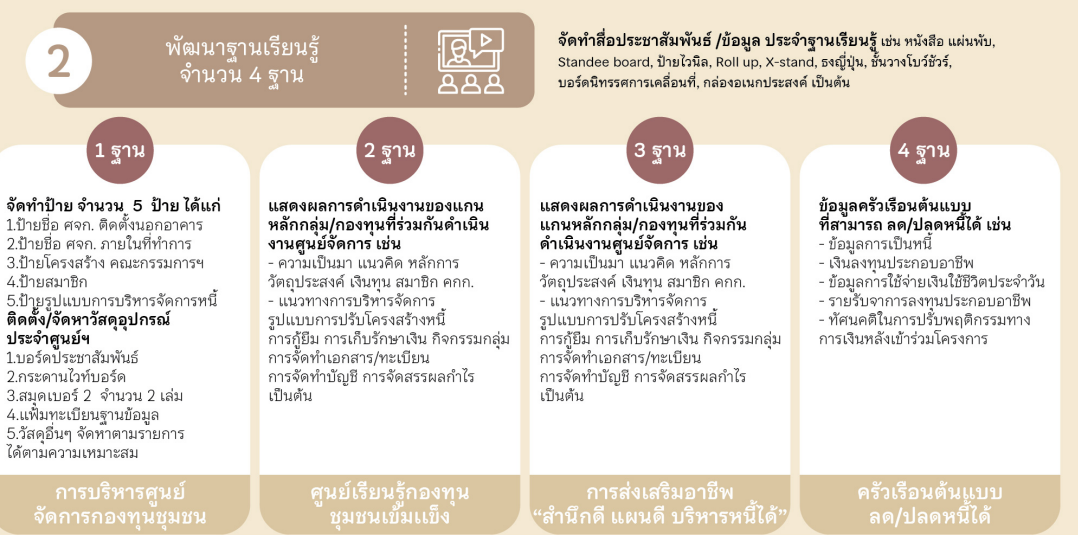 2
พัฒนาฐานเรียนรู้
จำนวน 4 ฐาน
จัดทำสื่อประชาสัมพันธ์ /ข้อมูล ประจำฐานเรียนรู้ เช่น หนังสือ แผ่นพับ,
Standee board, ป้ายไวนิล, Roll up, X-stand, ธงญี่ปุ่น, ชั้นวางโบว์ชัวร์,
บอร์ดนิทรรศการเคลื่อนที่, กล่องอเนกประสงค์ เป็นต้น
1 ฐาน
จัดทำป้าย จำนวน 5 ป้าย ได้แก่
1.ป้ายชื่อ ศจก. ติดตั้งนอกอาคาร
2.ป้ายชื่อ ศจก. ภายในที่ทำการ
3.ป้ายโครงสร้าง คณะกรรมการฯ
4.ป้ายสมาชิก
5.ป้ายรูปแบบการบริหารจัดการหนี้
ติดตั้ง/จัดหาวัสดุอุปกรณ์
ประจำศูนย์ฯ
1.บอร์ดประชาสัมพันธ์
2.กระดานไวท์บอร์ด
3.สมุดเบอร์ 2 จำนวน 2 เล่ม
4.แฟ้มทะเบียนฐานข้อมูล
5.วัสดุอื่นๆ จัดหาตามรายการ
ได้ตามความเหมาะสม
การบริหารศูนย์
จัดการกองทุนชุมชน
2 ฐาน
แสดงผลการดำเนินงานของแกน
หลักกลุ่ม/กองทุนที่ร่วมกันดำเนิน
งานศูนย์จัดการ เช่น
- ความเป็นมา แนวคิด หลักการ
วัตถุประสงค์ เงินทุน สมาชิก คกก.
- แนวทางการบริหารจัดการ
รูปแบบการปรับโครงสร้างหนี้
การกู้ยืม การเก็บรักษาเงิน กิจกรรมกลุ่ม
การจัดทำเอกสาร/ทะเบียน
การจัดทำบัญชี การจัดสรรผลกำไร
เป็นต้น
ศูนย์เรียนรู้กองทุน
ชุมชนเข้มแข็ง
3 ฐาน
แสดงผลการดำเนินงานของ
แกนหลักกลุ่ม/กองทุนที่ร่วมกัน
ดำเนินงานศูนย์จัดการ เช่น
- ความเป็นมา แนวคิด หลักการ
วัตถุประสงค์ เงินทุน สมาชิก คกก.
- แนวทางการบริหารจัดการ
รูปแบบการปรับโครงสร้างหนี้
การกู้ยืม การเก็บรักษาเงิน กิจกรรมกลุ่ม
การจัดทำเอกสาร/ทะเบียน
การจัดทำบัญชี การจัดสรรผลกำไร
เป็นต้น
การส่งเสริมอาชีพ
“สำนึกดี แผนดี บริหารหนี้ได้”
4 ฐาน
ข้อมูลครัวเรือนต้นแบบ
ที่สามารถ ลด/ปลดหนี้ได้ เช่น
- ข้อมูลการเป็นหนี้
- เงินลงทุนประกอบอาชีพ
- ข้อมูลการใช้จ่ายเงินใช้ชีวิตประจำวัน
- รายรับจากการลงทุนประกอบอาชีพ
- ทัศนคติในการปรับพฤติกรรมทาง
การเงินหลังเข้าร่วมโครงการ
ครัวเรือนต้นแบบ
ลด/ปลดหนี้ได้